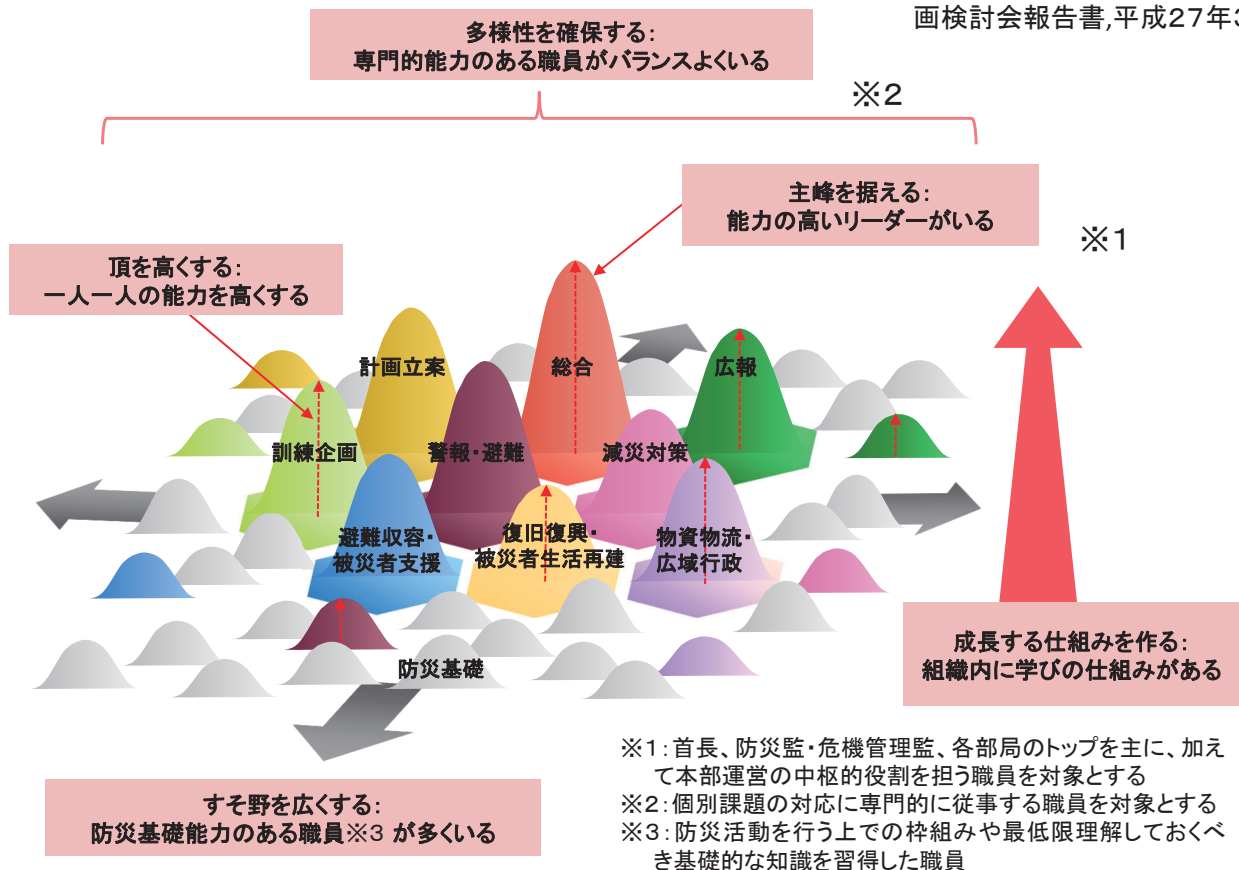 画検討会報告書,平成27年3
多様性を確保する：
専門的能力のある職員がバランスよくいる
※2
主峰を据える：
能力の高いリーダーがいる
※1
頂を高くする：
一人一人の能力を高くする
計画立案
総合
広報
訓練企画
警報・避難
減災対策
避難収容・
被災者支援
復旧復興・
被災者生活再建
物資物流・
広域行政
防災基礎
成長する仕組みを作る：
組織内に学びの仕組みがある
すそ野を広くする：
防災基礎能力のある職員※3 が多くいる
※1：首長、防災監・危機管理監、各部局のトップを主に、加え
て本部運営の中枢的役割を担う職員を対象とする
※2：個別課題の対応に専門的に従事する職員を対象とする
※3：防災活動を行う上での枠組みや最低限理解しておくべ
き基礎的な知識を習得した職員